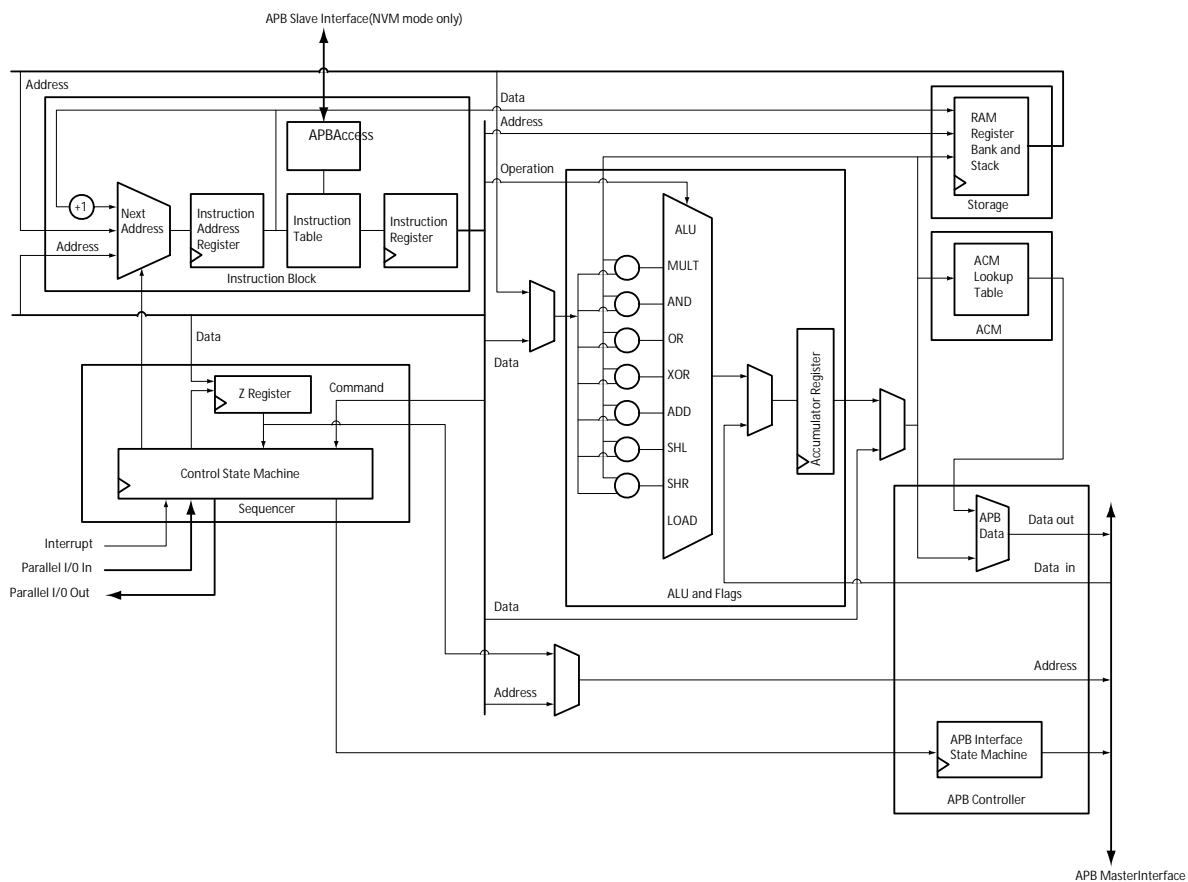 APB Slave Interface(NVM mode only)
Address
Data
Address
Operation
APBAccess
+1
Next
Address
Address
Instruction
Address
Register
Instruction
Table
Instruction
Register
Instruction Block
RAM
Register
Bank and
Stack
Storage
ACM
Lookup
Table
ACM
ALU
MULT
AND
OR
XOR
ADD
SHL
SHR
LOAD
Accumulator Register
ALU and Flags
Data
Data
Z Register
Command
Control State Machine
Sequencer
Interrupt
Parallel I/0 In
Parallel I/0 Out
APB
Data
Data out
Data in
Data
Address
Address
APB Interface
State Machine
APB Controller
APB MasterInterface